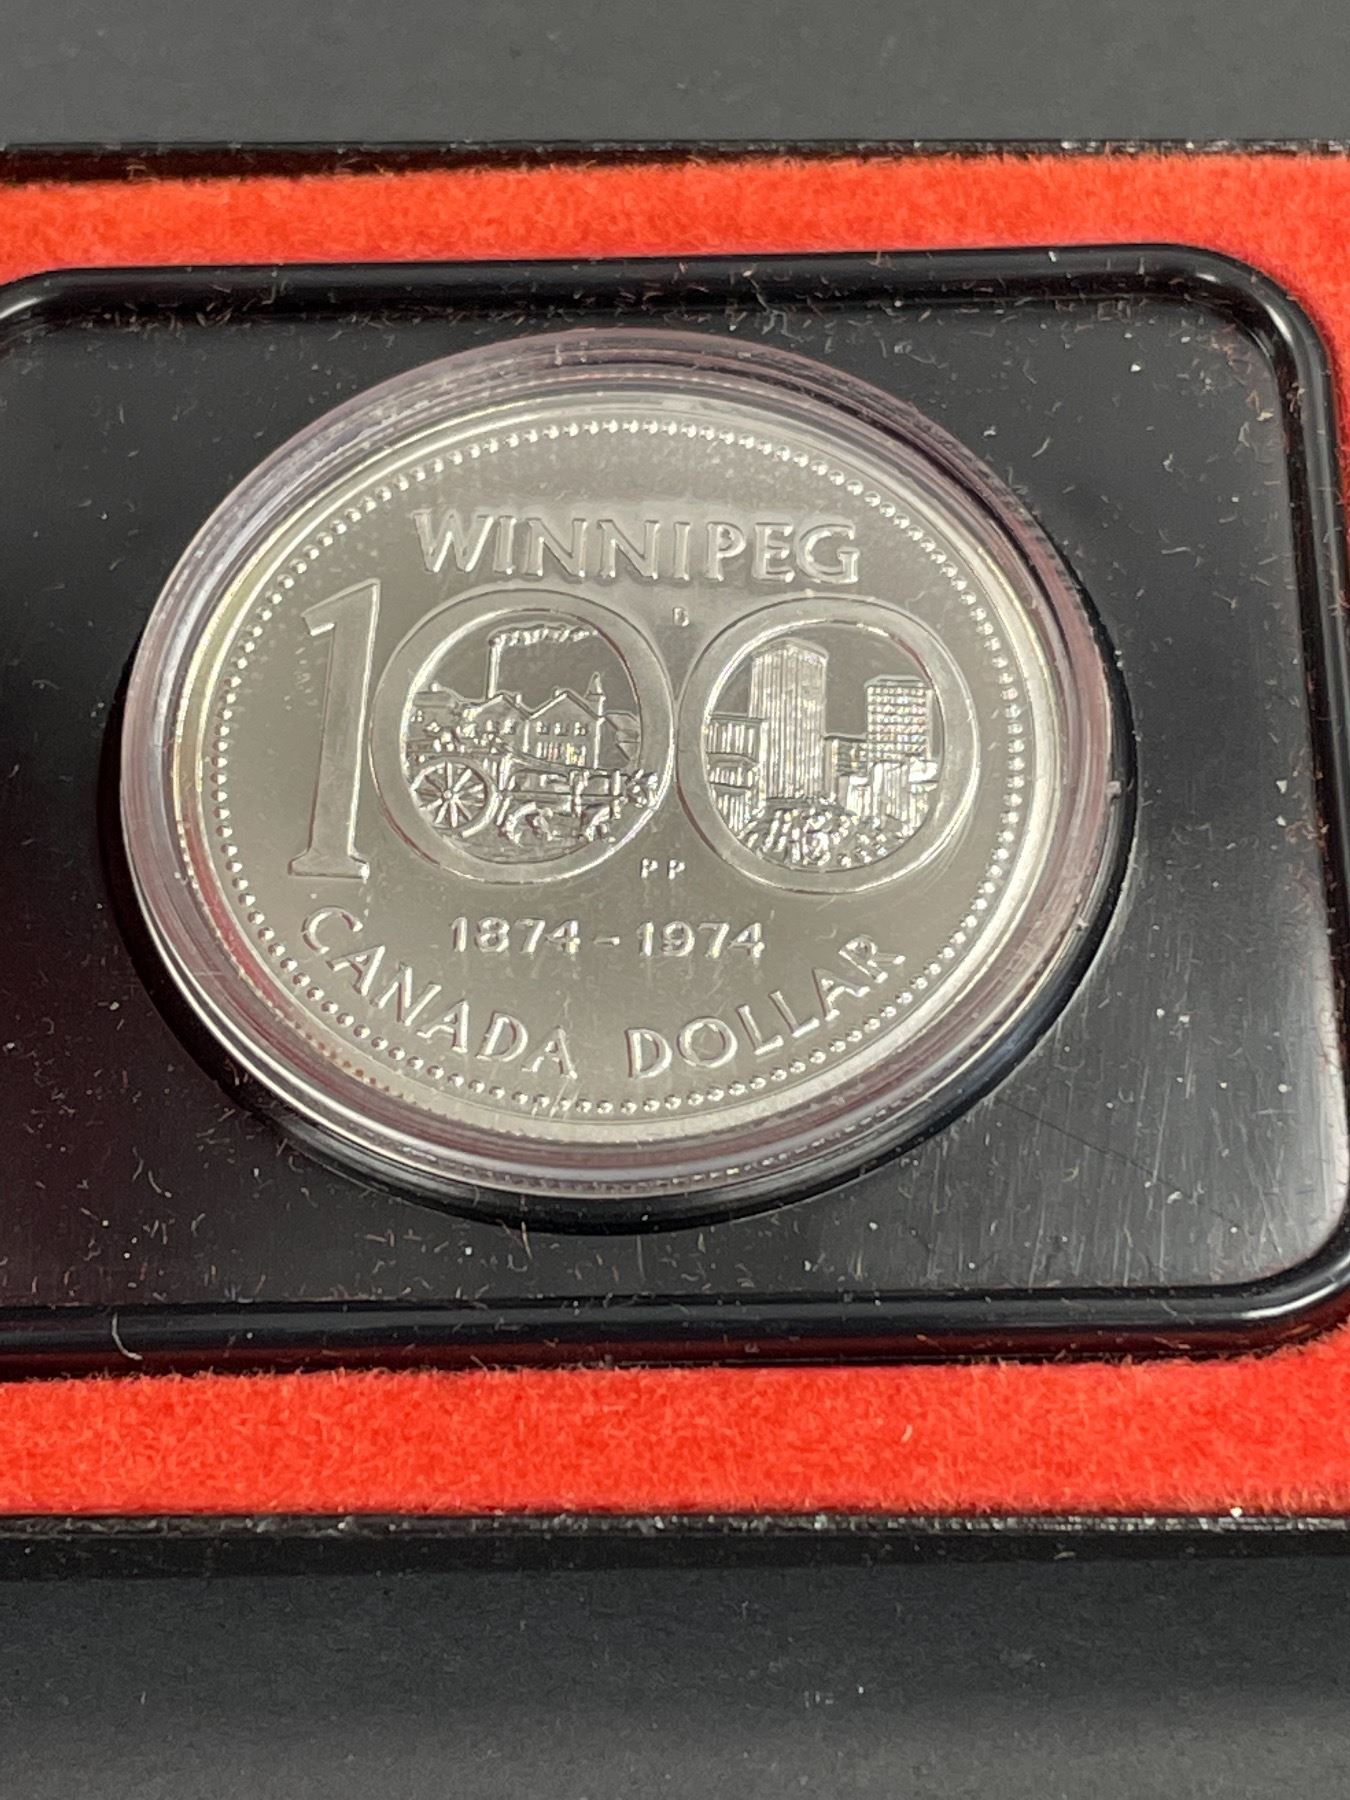 WINNIPEG
B
100
PP
1874-1974
CANADA DOLLAR